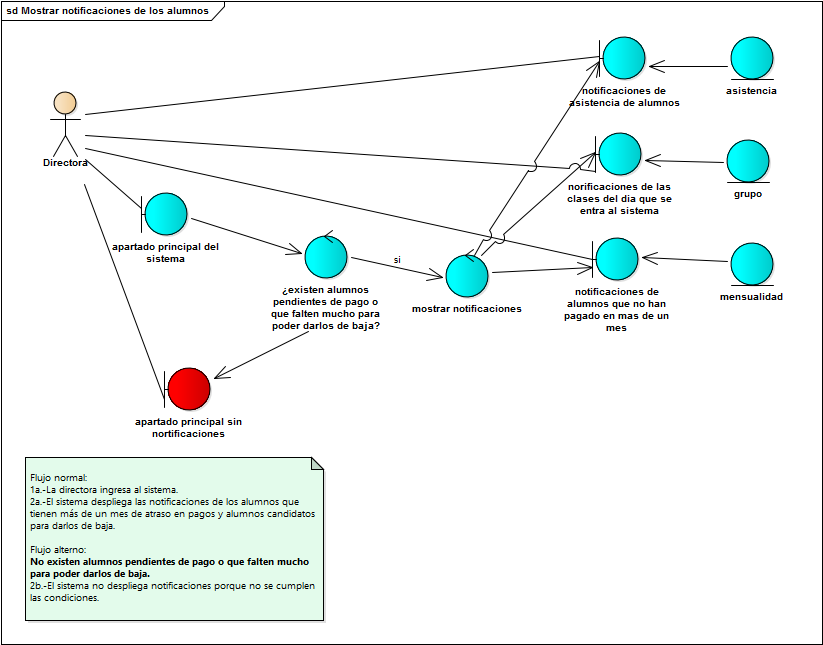 sd Mostrar notificaciones de los alumnos
notificaciones de
asistencia de alumnos
asistencia
Directora
norificaciones de las
clases del dia que se
entra al sistema
grupo
apartado principal del
sistema
si
¿existen alumnos
pendientes de pago o
que falten mucho para
poder darlos de baja?
mostrar notificaciones
notificaciones de
alumnos que no han
pagado en mas de un
mes
mensualidad
apartado principal sin
nortificaciones
Flujo normal:
1a.-La directora ingresa al sistema.
2a.-El sistema despliega las notificaciones de los alumnos que
tienen más de un mes de atraso en pagos y alumnos candidatos
para darlos de baja.
Flujo alterno:
No existen alumnos pendientes de pago o que falten mucho
para poder darlos de baja.
2b.-El sistema no despliega notificaciones porque no se cumplen
las condiciones.